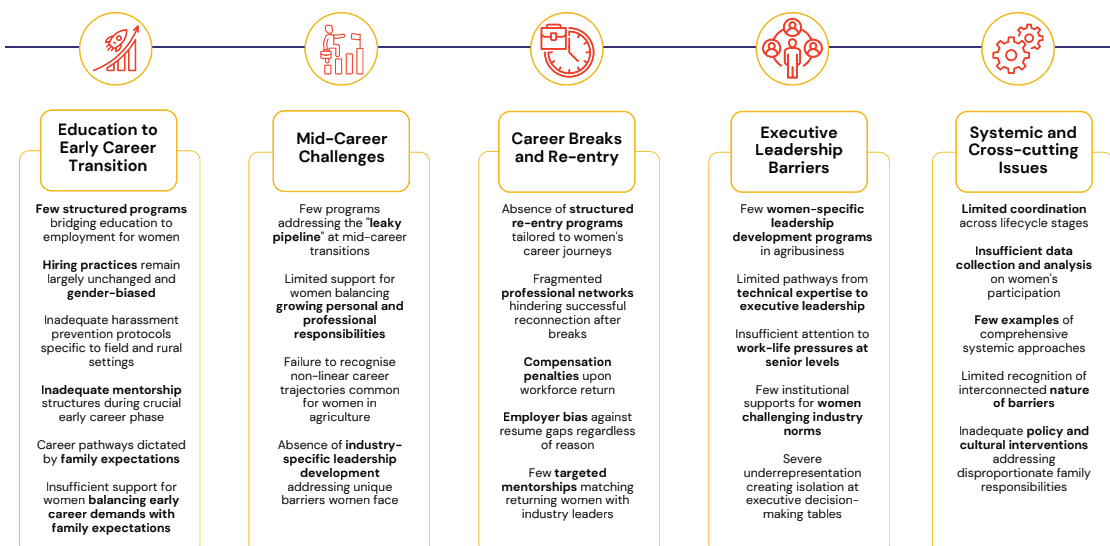 Education to
Early Career
Transition
Few structured programs
bridging education to
employment for women
Hiring practices remain
largely unchanged and
gender-biased
Inadequate harassment
prevention protocols
specific to field and rural
settings
Inadequate mentorship
structures during crucial
early career phase
Career pathways dictated
by family expectations
Insufficient support for
women balancing early
career demands with
family expectations
Mid-Career
Challenges
Few programs
addressing the "leaky
pipeline" at mid-career
transitions
Limited support for
women balancing
growing personal and
professional
responsibilities
Failure to recognise
non-linear career
trajectories common
for women in
agriculture
Absence of industry-
specific leadership
development
addressing unique
barriers women face
Career Breaks
and Re-entry
Absence of structured
re-entry programs
tailored to women's
career journeys
Fragmented
professional networks
hindering successful
reconnection after
breaks
Compensation
penalties upon
workforce return
Employer bias against
resume gaps regardless
of reason
Few targeted
mentorships matching
returning women with
industry leaders
Executive
Leadership
Barriers
Few women-specific
leadership
development programs
in agribusiness
Limited pathways from
technical expertise to
executive leadership
Insufficient attention to
work-life pressures at
senior levels
Few institutional
supports for women
challenging industry
norms
Severe
underrepresentation
creating isolation at
executive decision-
making tables
Systemic and
Cross-cutting
Issues
Limited coordination
across lifecycle stages
Insufficient data
collection and analysis
on women's
participation
Few examples of
comprehensive
systemic approaches
Limited recognition of
interconnected nature
of barriers
Inadequate policy and
cultural interventions
addressing
disproportionate family
responsibilities